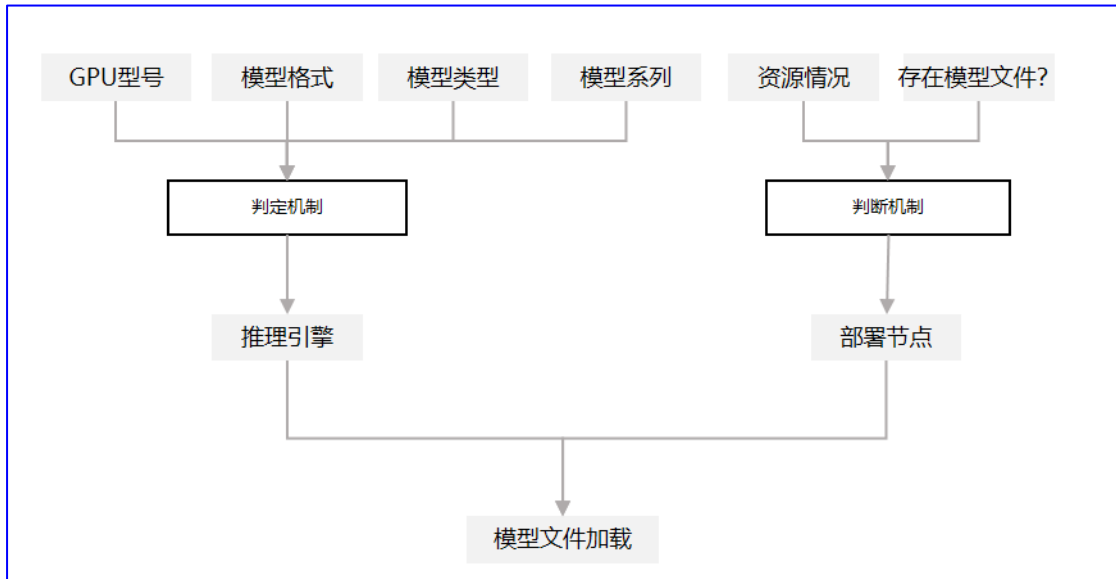 GPU型号
模型格式
模型类型
模型系列
资源情况
存在模型文件?
判定机制
判断机制
推理引擎
部署节点
模型文件加载